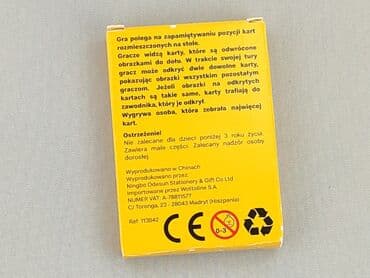 Gra polega na zapamiętywaniu pozycji kart
rozmieszczonych na stole.
Gracze widzą karty, które są odwrócone
obrazkami do dołu. W trakcie swojej tury
gracz może odkryć dwie dowolne karty,
pokazując obrazki wszystkim pozostałym
graczom. Jeżeli obrazki na odkrytych
kartach są takie same, karty trafiają do
zawodnika, który je odkrył.
Wygrywa osoba, która zebrała najwięcej
kart.
Ostrzeżenie!
Nie zalecane dla dzieci poniżej 3 roku życia.
Zawiera małe części. Zalecany nadzór osoby
dorosłej.
Wyprodukowano w Chinach
Wyprodukowano przez:
Ningbo Odesun Stationery & Gift Co Ltd
Importowane przez Weltoline S.A.
NUMER VAT: A-78811577
C/ Torenga, 23 - 28043 Madryt (Hiszpania)
Ref: 113942
CE
0-3